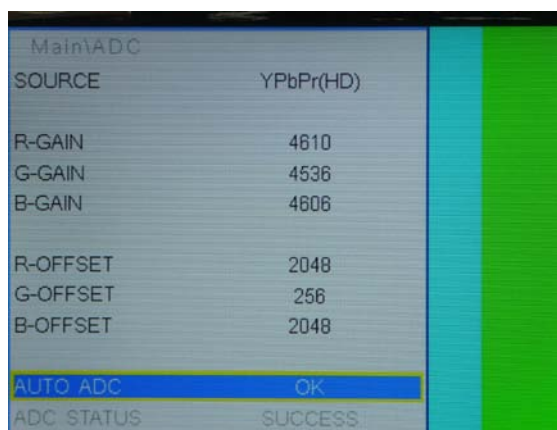 Main\ADC
SOURCE YPbPr(HD)
R-GAIN 4610
G-GAIN 4536
B-GAIN 4606
R-OFFSET 2048
G-OFFSET 256
B-OFFSET 2048
AUTO ADC OK
ADC STATUS SUCCESS